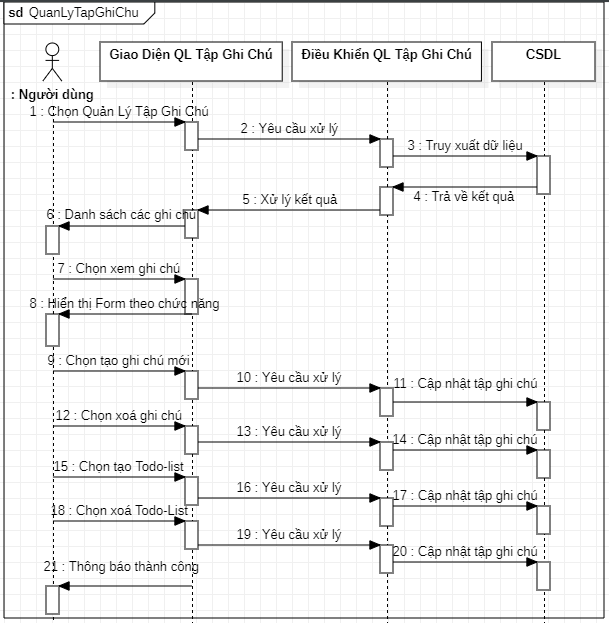 sd QuanLyTapGhiChu
Giao Diện QL Tập Ghi Chú
Điều Khiển QL Tập Ghi Chú
CSDL
: Người dùng
1 : Chọn Quản Lý Tập Ghi Chú
2 : Yêu cầu xử lý
3 : Truy xuất dữ liệu
4 : Trả về kết quả
5 : Xử lý kết quả
6 : Danh sách các ghi chú
7 : Chọn xem ghi chú
8 : Hiển thị Form theo chức năng
9 : Chọn tạo ghi chú mới
10 : Yêu cầu xử lý
11 : Cập nhật tập ghi chú
12 : Chọn xoá ghi chú
13 : Yêu cầu xử lý
14 : Cập nhật tập ghi chú
15 : Chọn tạo Todo-list
16 : Yêu cầu xử lý
17 : Cập nhật tập ghi chú
18 : Chọn xoá Todo-List
19 : Yêu cầu xử lý
20 : Cập nhật tập ghi chú
21 : Thông báo thành công